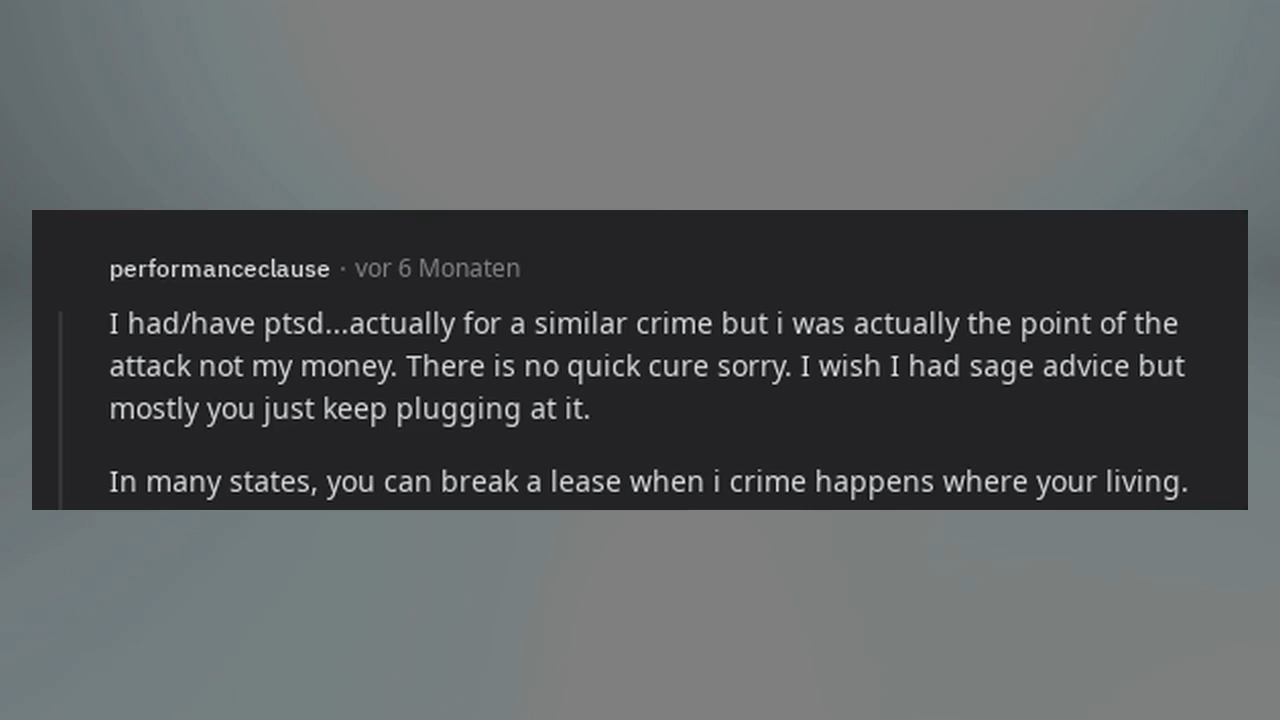 performanceclause · vor 6 Monaten
I had/have ptsd...actually for a similar crime but i was actually the point of the
attack not my money. There is no quick cure sorry. I wish I had sage advice but
mostly you just keep plugging at it.
In many states, you can break a lease when i crime happens where your living.